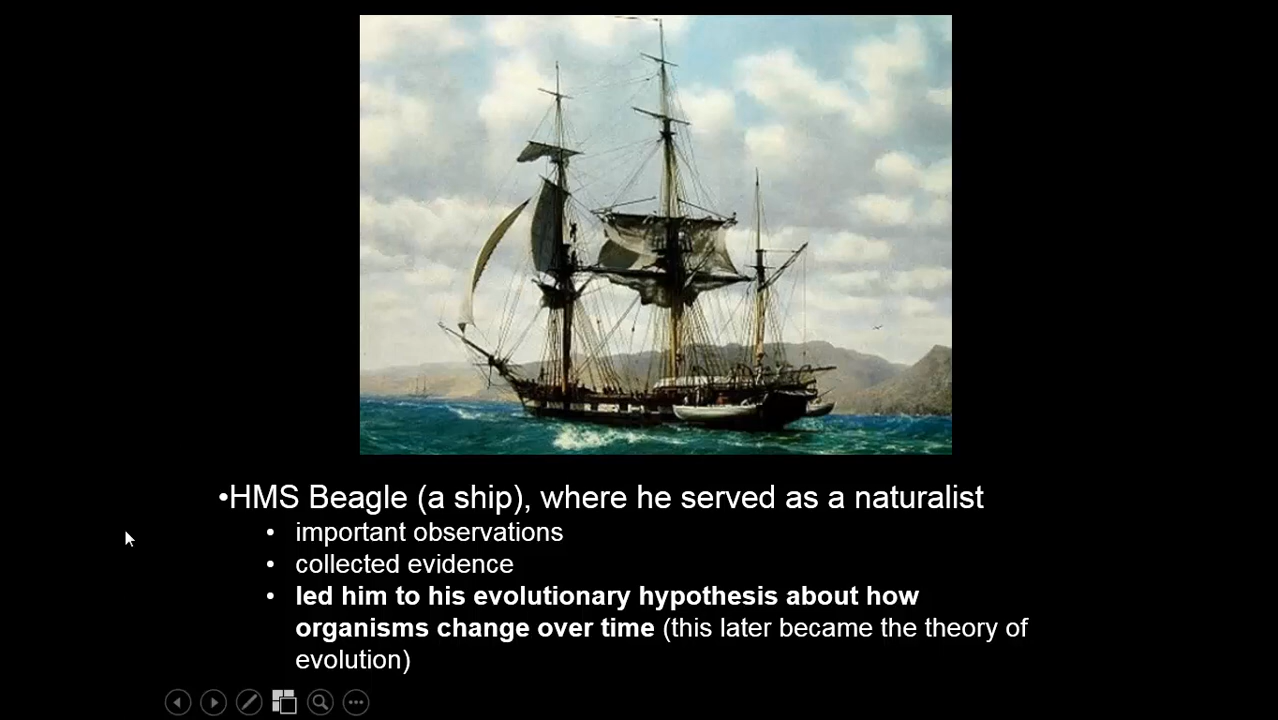 •HMS Beagle (a ship), where he served as a naturalist
• important observations
• collected evidence
• led him to his evolutionary hypothesis about how
organisms change over time (this later became the theory of
evolution)